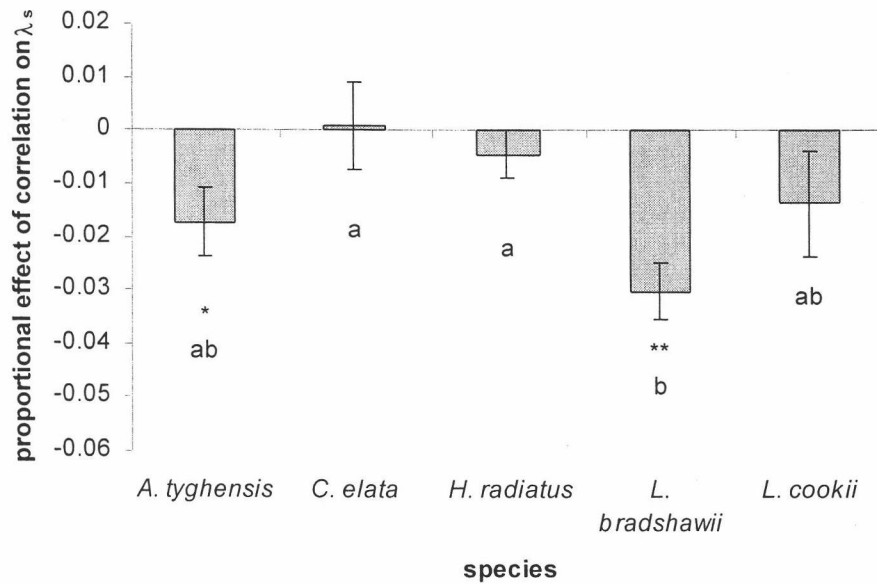 proportional effect of correlation on λ s
0.02
0.01
0
-0.01
-0.02
-0.03
-0.04
-0.05
-0.06
*
ab
a
a
**
b
ab
A. tyghensis
C. elata
H. radiatus
L.
bradshawii
L. cookii
species